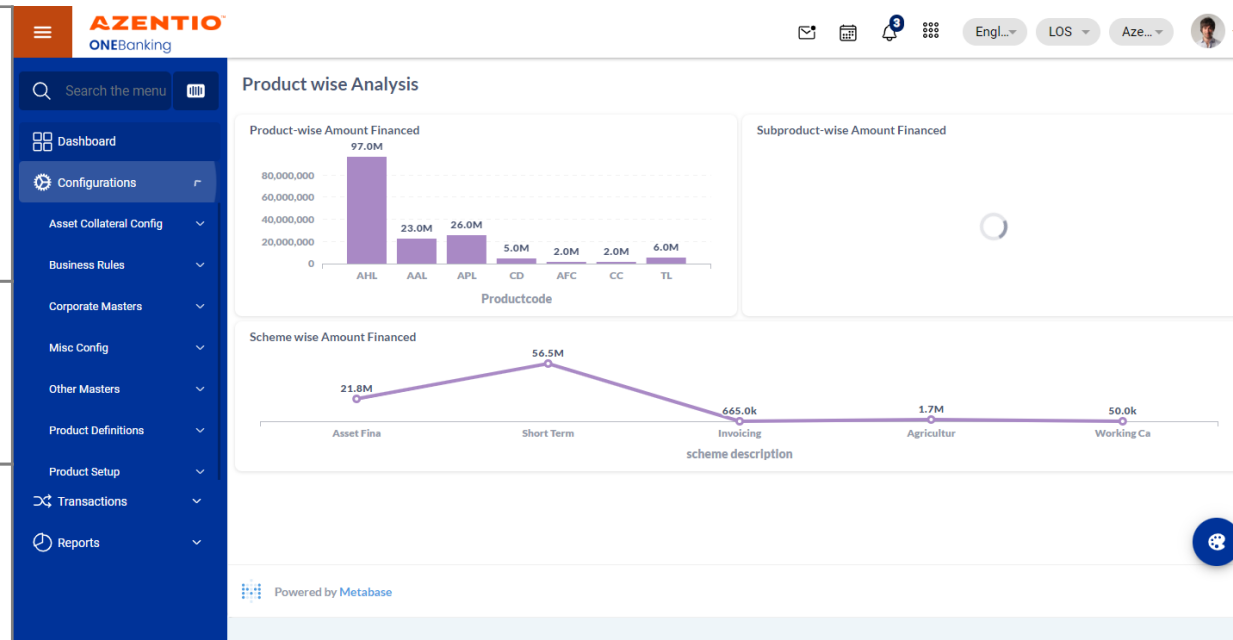 AZENTIO
ONEBanking
3
Engl...
LOS
Aze...
Search the menu
Dashboard
Configurations
Asset Collateral Config
Business Rules
Corporate Masters
Misc Config
Other Masters
Product Definitions
Product Setup
Transactions
Reports
Product wise Analysis
Product-wise Amount Financed
97.0M
80,000,000
60,000,000
40,000,000
20,000,000
0
23.0M
26.0M
5.0M
2.0M
2.0M
6.0M
AHL AAL APL CD AFC CC TL
Productcode
Subproduct-wise Amount Financed
Scheme wise Amount Financed
21.8M
56.5M
665.0k
1.7M
50.0k
Asset Fina Short Term Invoicing Agricultur Working Ca
scheme description
Powered by Metabase